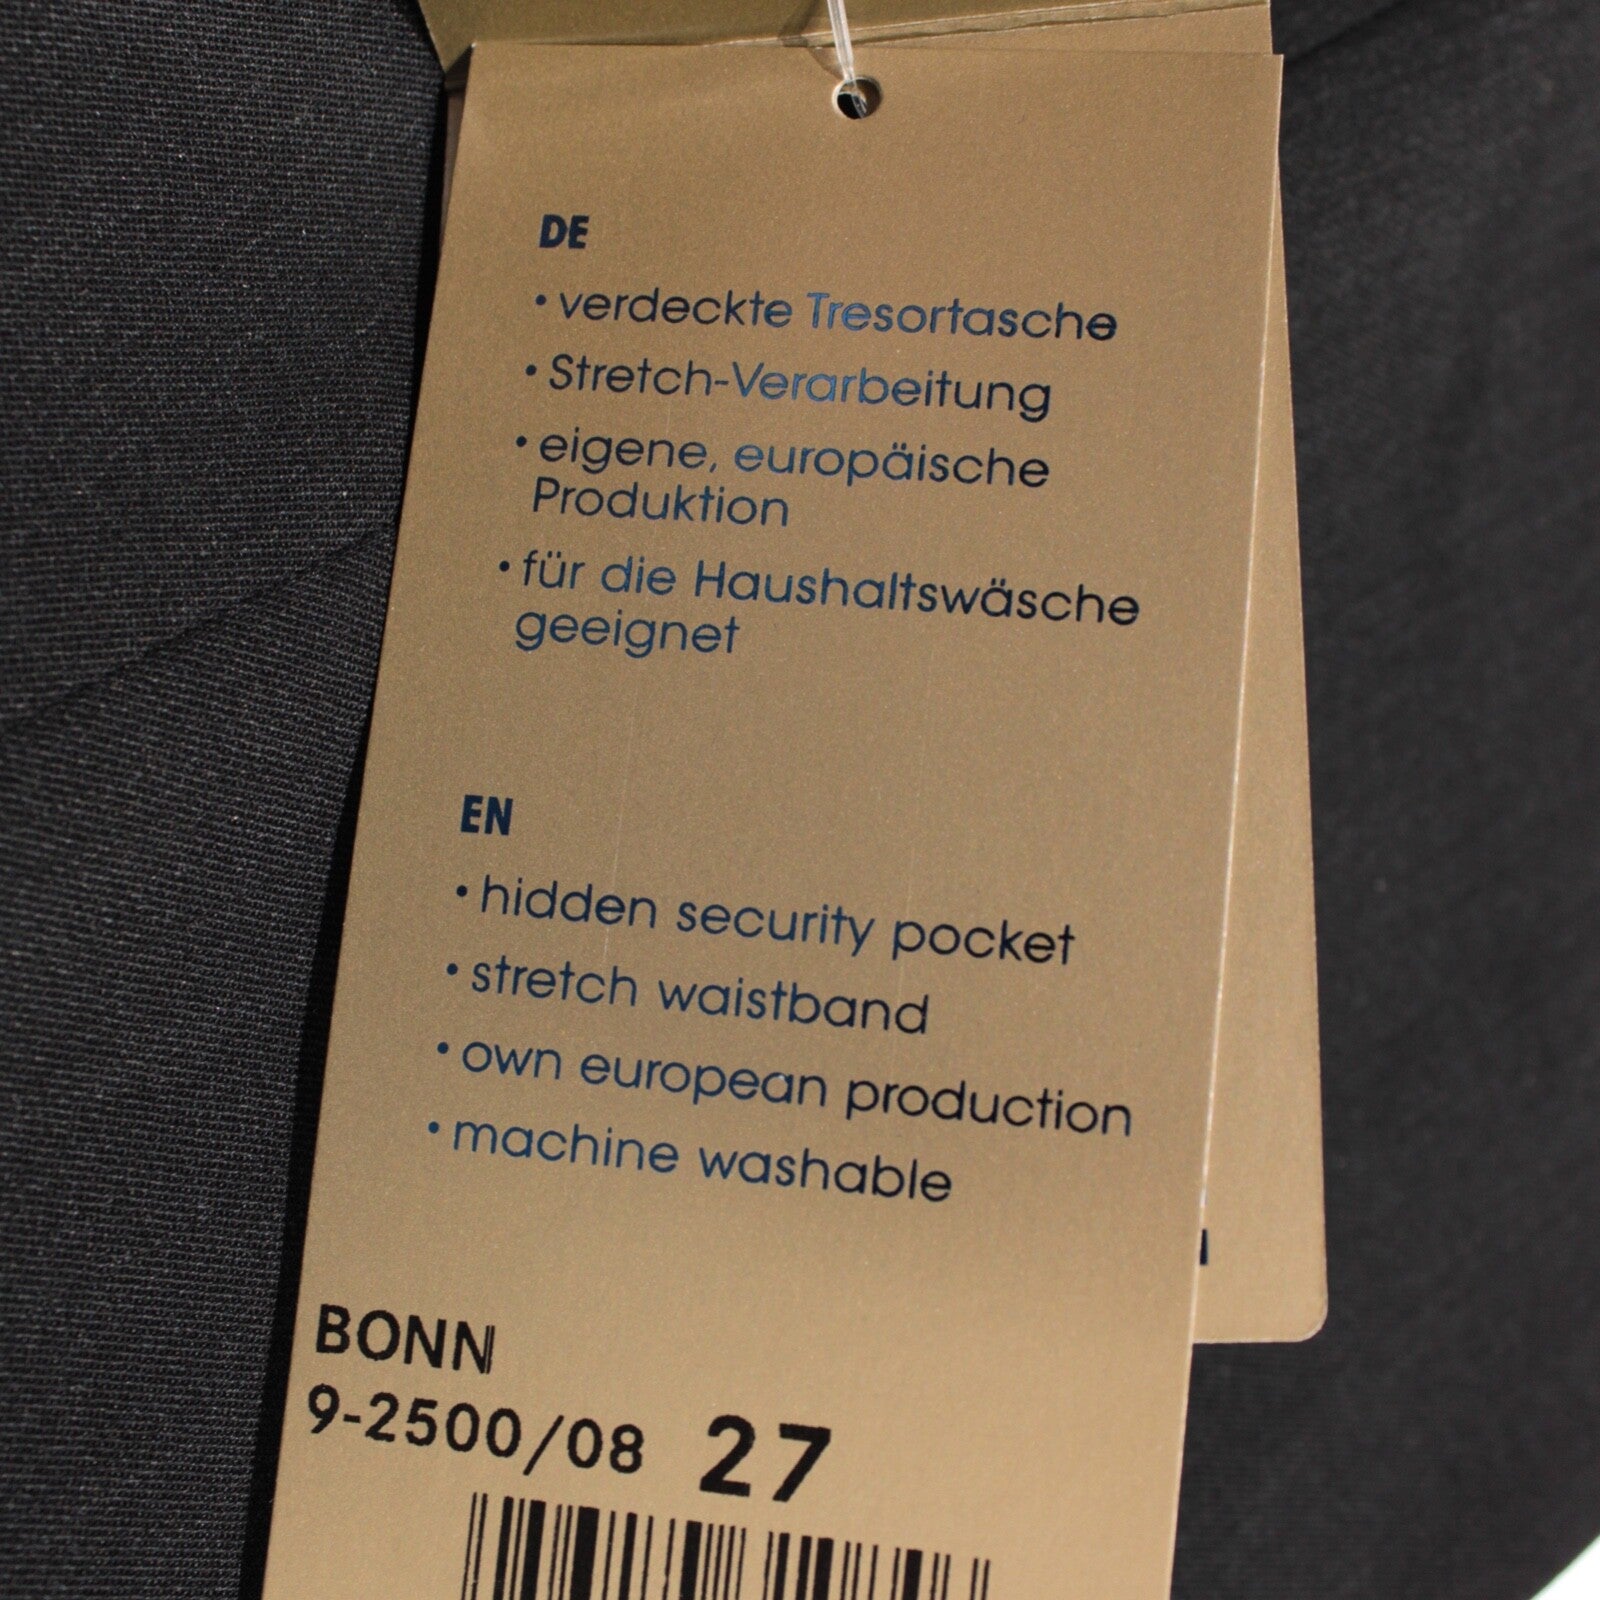 DE
• verdeckte Tresortasche
• Stretch-Verarbeitung
• eigene, europäische
Produktion
• für die Haushaltswäsche
geeignet
EN
• hidden security pocket
• stretch waistband
• own european production
• machine washable
BONN
9-2500/08 27